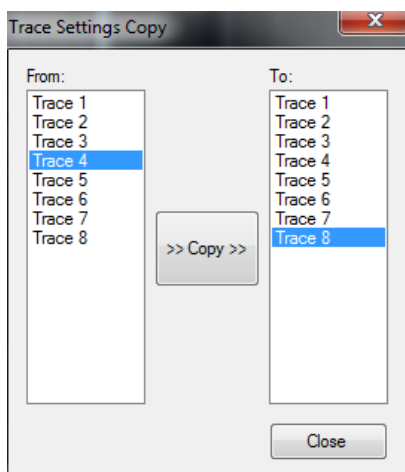 Trace Settings Copy
X
From:
Trace 1
Trace 2
Trace 3
Trace 4
Trace 5
Trace 6
Trace 7
Trace 8
>> Copy >>
To:
Trace 1
Trace 2
Trace 3
Trace 4
Trace 5
Trace 6
Trace 7
Trace 8
Close